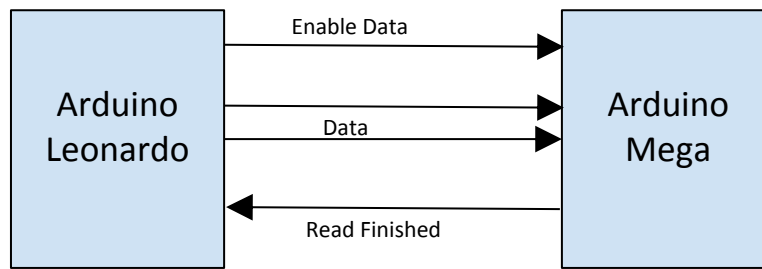 Arduino
Leonardo
Enable Data
Data
Read Finished
Arduino
Mega